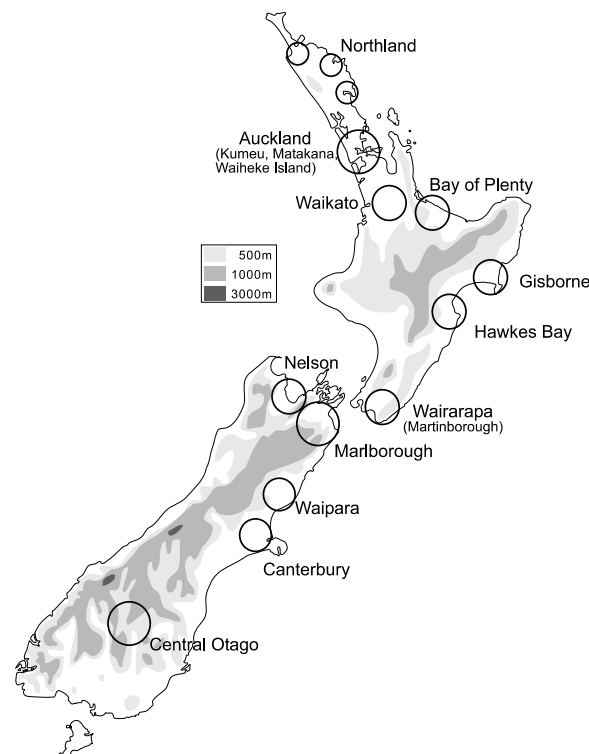 Northland
Auckland
(Kumeu, Matakana,
Waiheke Island)
Waikato
Bay of Plenty
500m
1000m
3000m
Gisborne
Hawkes Bay
Nelson
Wairarapa
(Martinborough)
Marlborough
Waipara
Canterbury
Central Otago